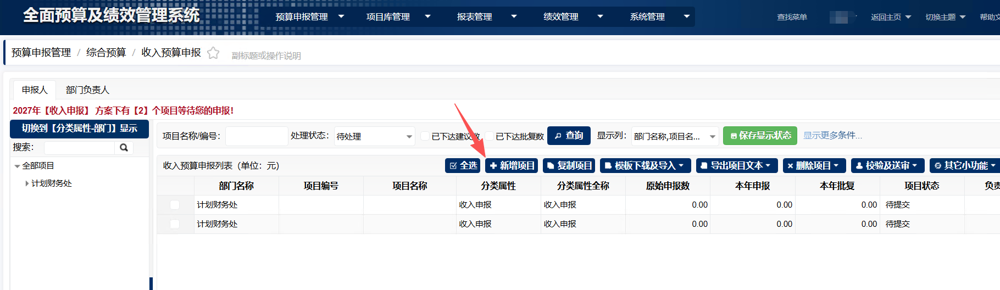 全面预算及绩效管理系统
预算申报管理 项目库管理 报表管理 绩效管理 系统管理 查找菜单 返回主页 切换主题 帮助文
预算申报管理 / 综合预算 / 收入预算申报 副标题或操作说明
申报人 部门负责人
2027年【收入申报】 方案下有【2】个项目等待您的申报!
切换到【分类属性-部门】显示
项目名称/编号: 处理状态: 待处理 已下达建议数 已下达批复数 查询 显示列: 部门名称,项目名... 保存显示状态 显示更多条件...
搜索:
全部项目
计划财务处
收入预算申报列表（单位：元） 全选 新增项目 复制项目 模板下载及导入 导出项目文本 删除项目 校验及送审 其它小功能
部门名称 项目编号 项目名称 分类属性 分类属性全称 原始申报数 本年申报 本年批复 项目状态 负责
计划财务处 收入申报 收入申报 0.00 0.00 0.00 待提交
计划财务处 收入申报 收入申报 0.00 0.00 0.00 待提交